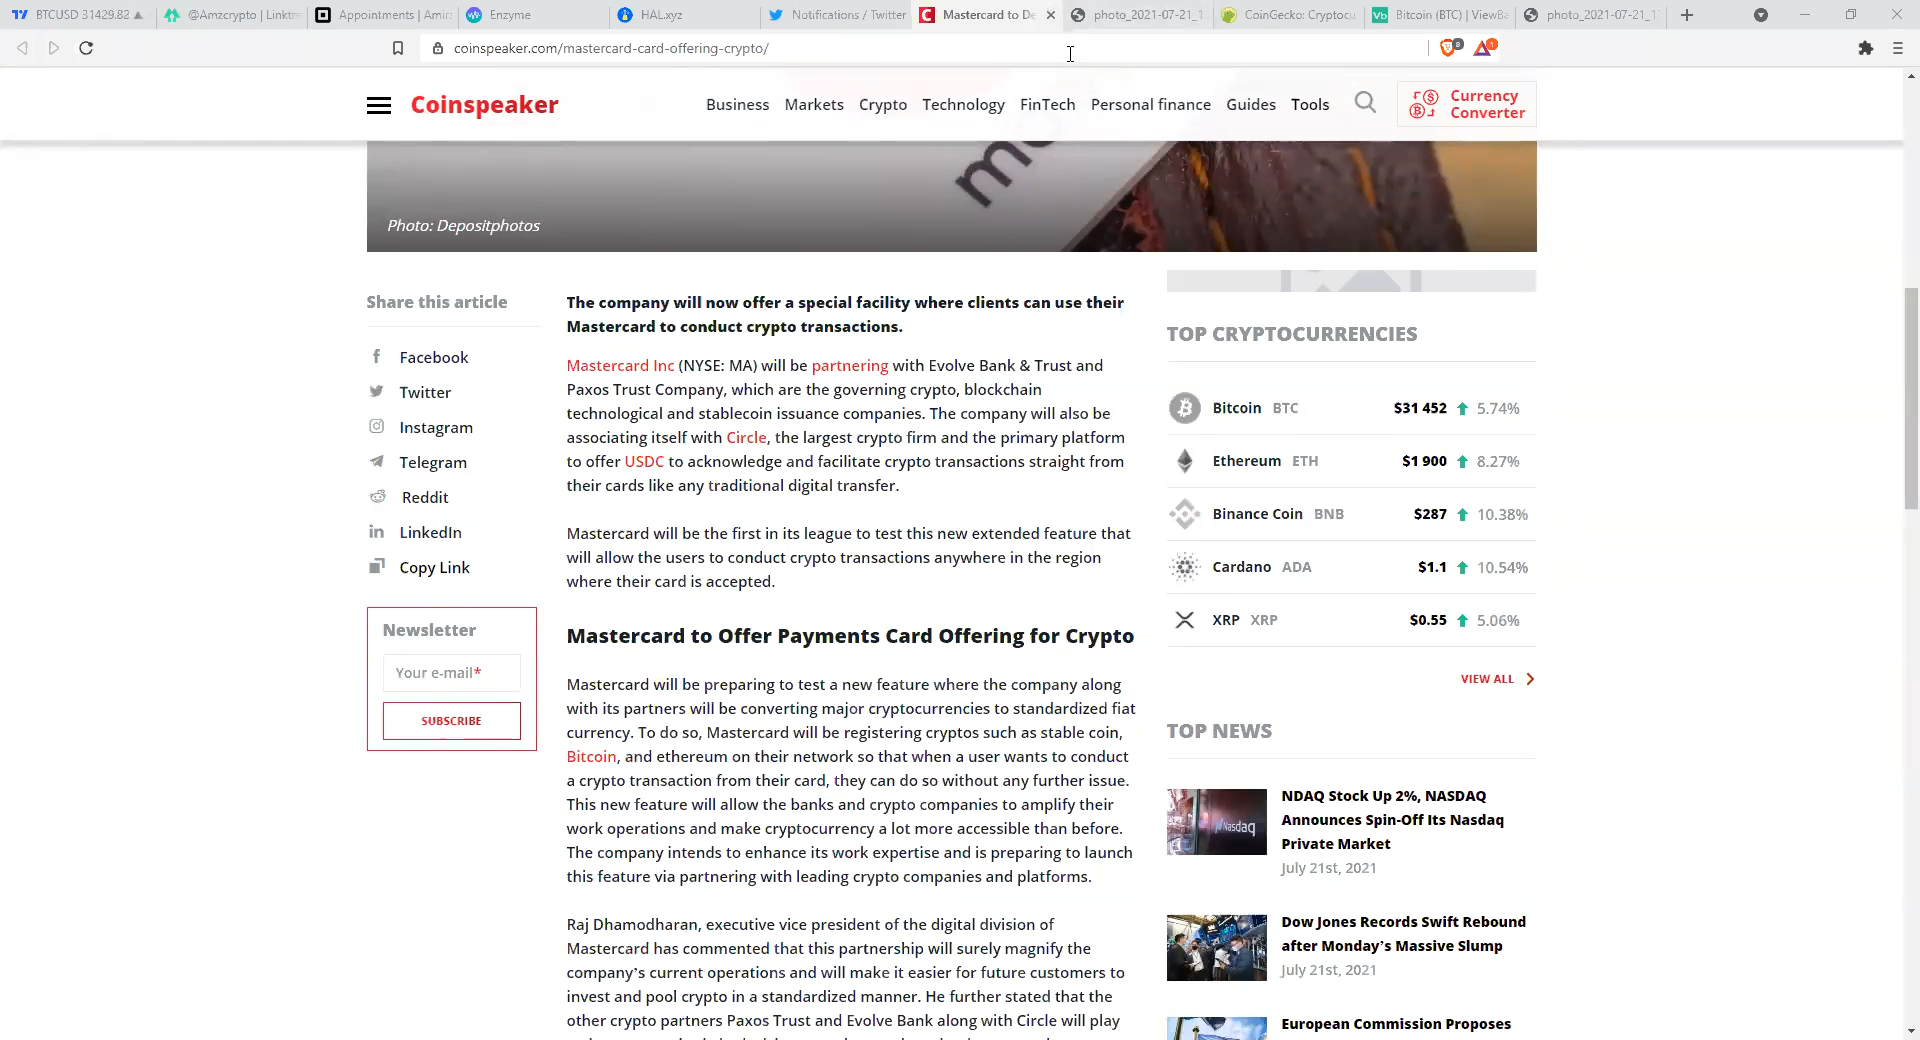 BTCUSD 31429.82
@Amzcrypto | Linktr
Appointments | Amir
Enzyme
HAL.xyz
Notifications / Twitter
Mastercard to De
photo_2021-07-21_1
CoinGecko: Cryptocu
Vb Bitcoin (BTC) | ViewBa
photo_2021-07-21_1
coinspeaker.com/mastercard-card-offering-crypto/
8
1
Coinspeaker
Business Markets Crypto Technology FinTech Personal finance Guides Tools
Currency
Converter
Photo: Depositphotos
Share this article
Facebook
Twitter
Instagram
Telegram
Reddit
LinkedIn
Copy Link
Newsletter
Your e-mail*
SUBSCRIBE
The company will now offer a special facility where clients can use their
Mastercard to conduct crypto transactions.
Mastercard Inc (NYSE: MA) will be partnering with Evolve Bank & Trust and
Paxos Trust Company, which are the governing crypto, blockchain
technological and stablecoin issuance companies. The company will also be
associating itself with Circle, the largest crypto firm and the primary platform
to offer USDC to acknowledge and facilitate crypto transactions straight from
their cards like any traditional digital transfer.
Mastercard will be the first in its league to test this new extended feature that
will allow the users to conduct crypto transactions anywhere in the region
where their card is accepted.
Mastercard to Offer Payments Card Offering for Crypto
Mastercard will be preparing to test a new feature where the company along
with its partners will be converting major cryptocurrencies to standardized fiat
currency. To do so, Mastercard will be registering cryptos such as stable coin,
Bitcoin, and ethereum on their network so that when a user wants to conduct
a crypto transaction from their card, they can do so without any further issue.
This new feature will allow the banks and crypto companies to amplify their
work operations and make cryptocurrency a lot more accessible than before.
The company intends to enhance its work expertise and is preparing to launch
this feature via partnering with leading crypto companies and platforms.
Raj Dhamodharan, executive vice president of the digital division of
Mastercard has commented that this partnership will surely magnify the
company's current operations and will make it easier for future customers to
invest and pool crypto in a standardized manner. He further stated that the
other crypto partners Paxos Trust and Evolve Bank along with Circle will play
TOP CRYPTOCURRENCIES
Bitcoin BTC $31 452 5.74%
Ethereum ETH $1 900 8.27%
Binance Coin BNB $287 10.38%
Cardano ADA $1.1 10.54%
XRP XRP $0.55 5.06%
VIEW ALL
TOP NEWS
Nasdaq
NDAQ Stock Up 2%, NASDAQ
Announces Spin-Off Its Nasdaq
Private Market
July 21st, 2021
Dow Jones Records Swift Rebound
after Monday's Massive Slump
July 21st, 2021
European Commission Proposes